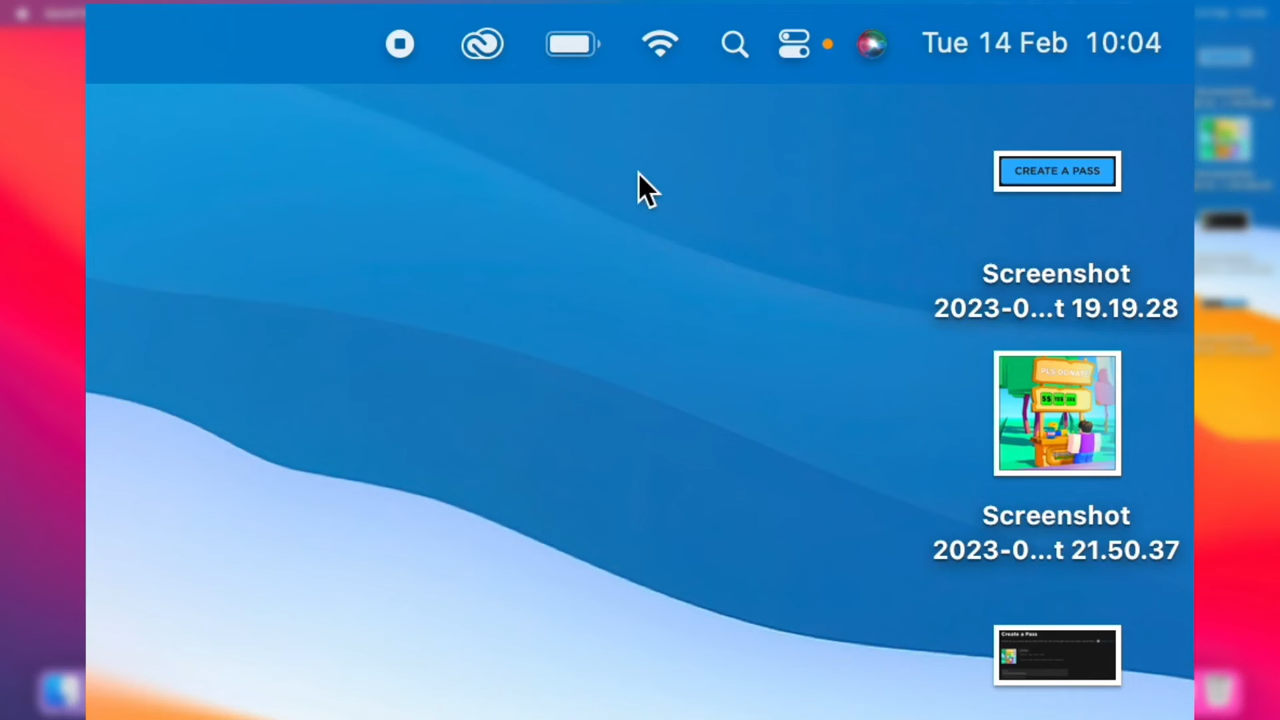 Tue 14 Feb 10:04
CREATE A PASS
Screenshot
2023-0...t 19.19.28
PLS DONATE
Screenshot
2023-0...t 21.50.37
Create a Pass